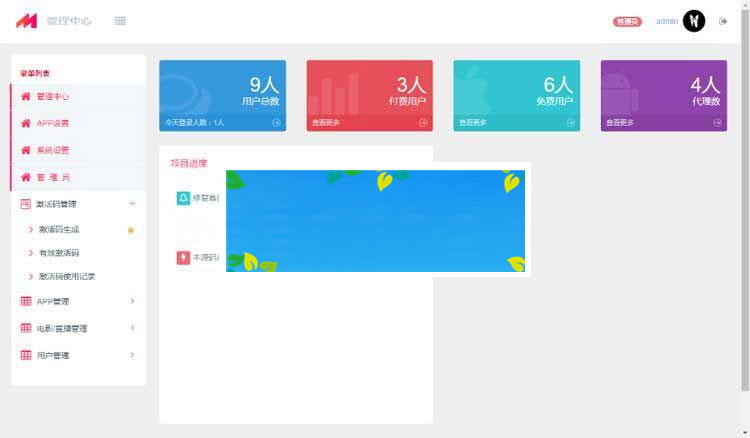 管理中心
管理员
admin
菜单列表
管理中心
APP设置
系统设置
管 理 员
激活码管理
激活码生成
有效激活码
激活码使用记录
APP管理
电影/直播管理
用户管理
9人
用户总数
今天登录人数：1人
3人
付费用户
查看更多
6人
免费用户
查看更多
4人
代理数
查看更多
项目进度
修复客
本源码